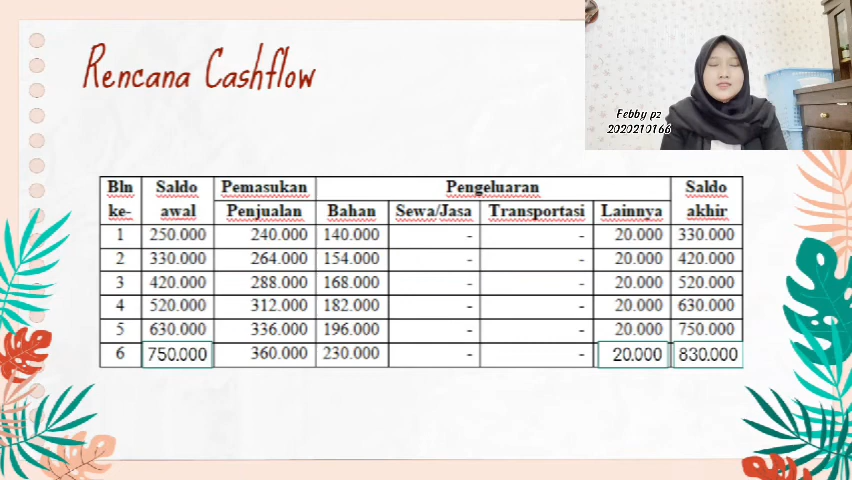 Rencana Cashflow
Febby pz
2020210166
Bln ke- Saldo awal Pemasukan Pengeluaran Saldo akhir
Penjualan Bahan Sewa/Jasa Transportasi Lainnya
1 250.000 240.000 140.000 - - 20.000 330.000
2 330.000 264.000 154.000 - - 20.000 420.000
3 420.000 288.000 168.000 - - 20.000 520.000
4 520.000 312.000 182.000 - - 20.000 630.000
5 630.000 336.000 196.000 - - 20.000 750.000
6 750.000 360.000 230.000 - - 20.000 830.000